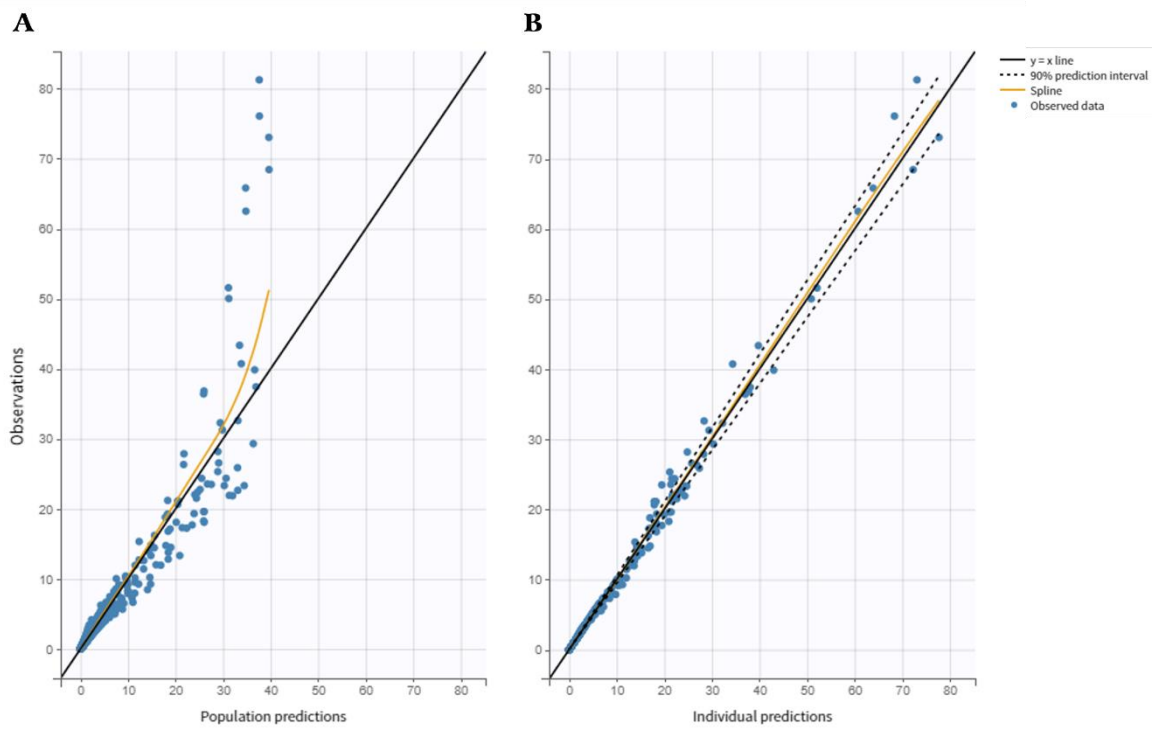 A
B
y = x line
90% prediction interval
Spline
Observed data
80
70
60
50
40
30
20
10
0
80
70
60
50
40
30
20
10
0
Observations
0 10 20 30 40 50 60 70 80
0 10 20 30 40 50 60 70 80
Population predictions
Individual predictions